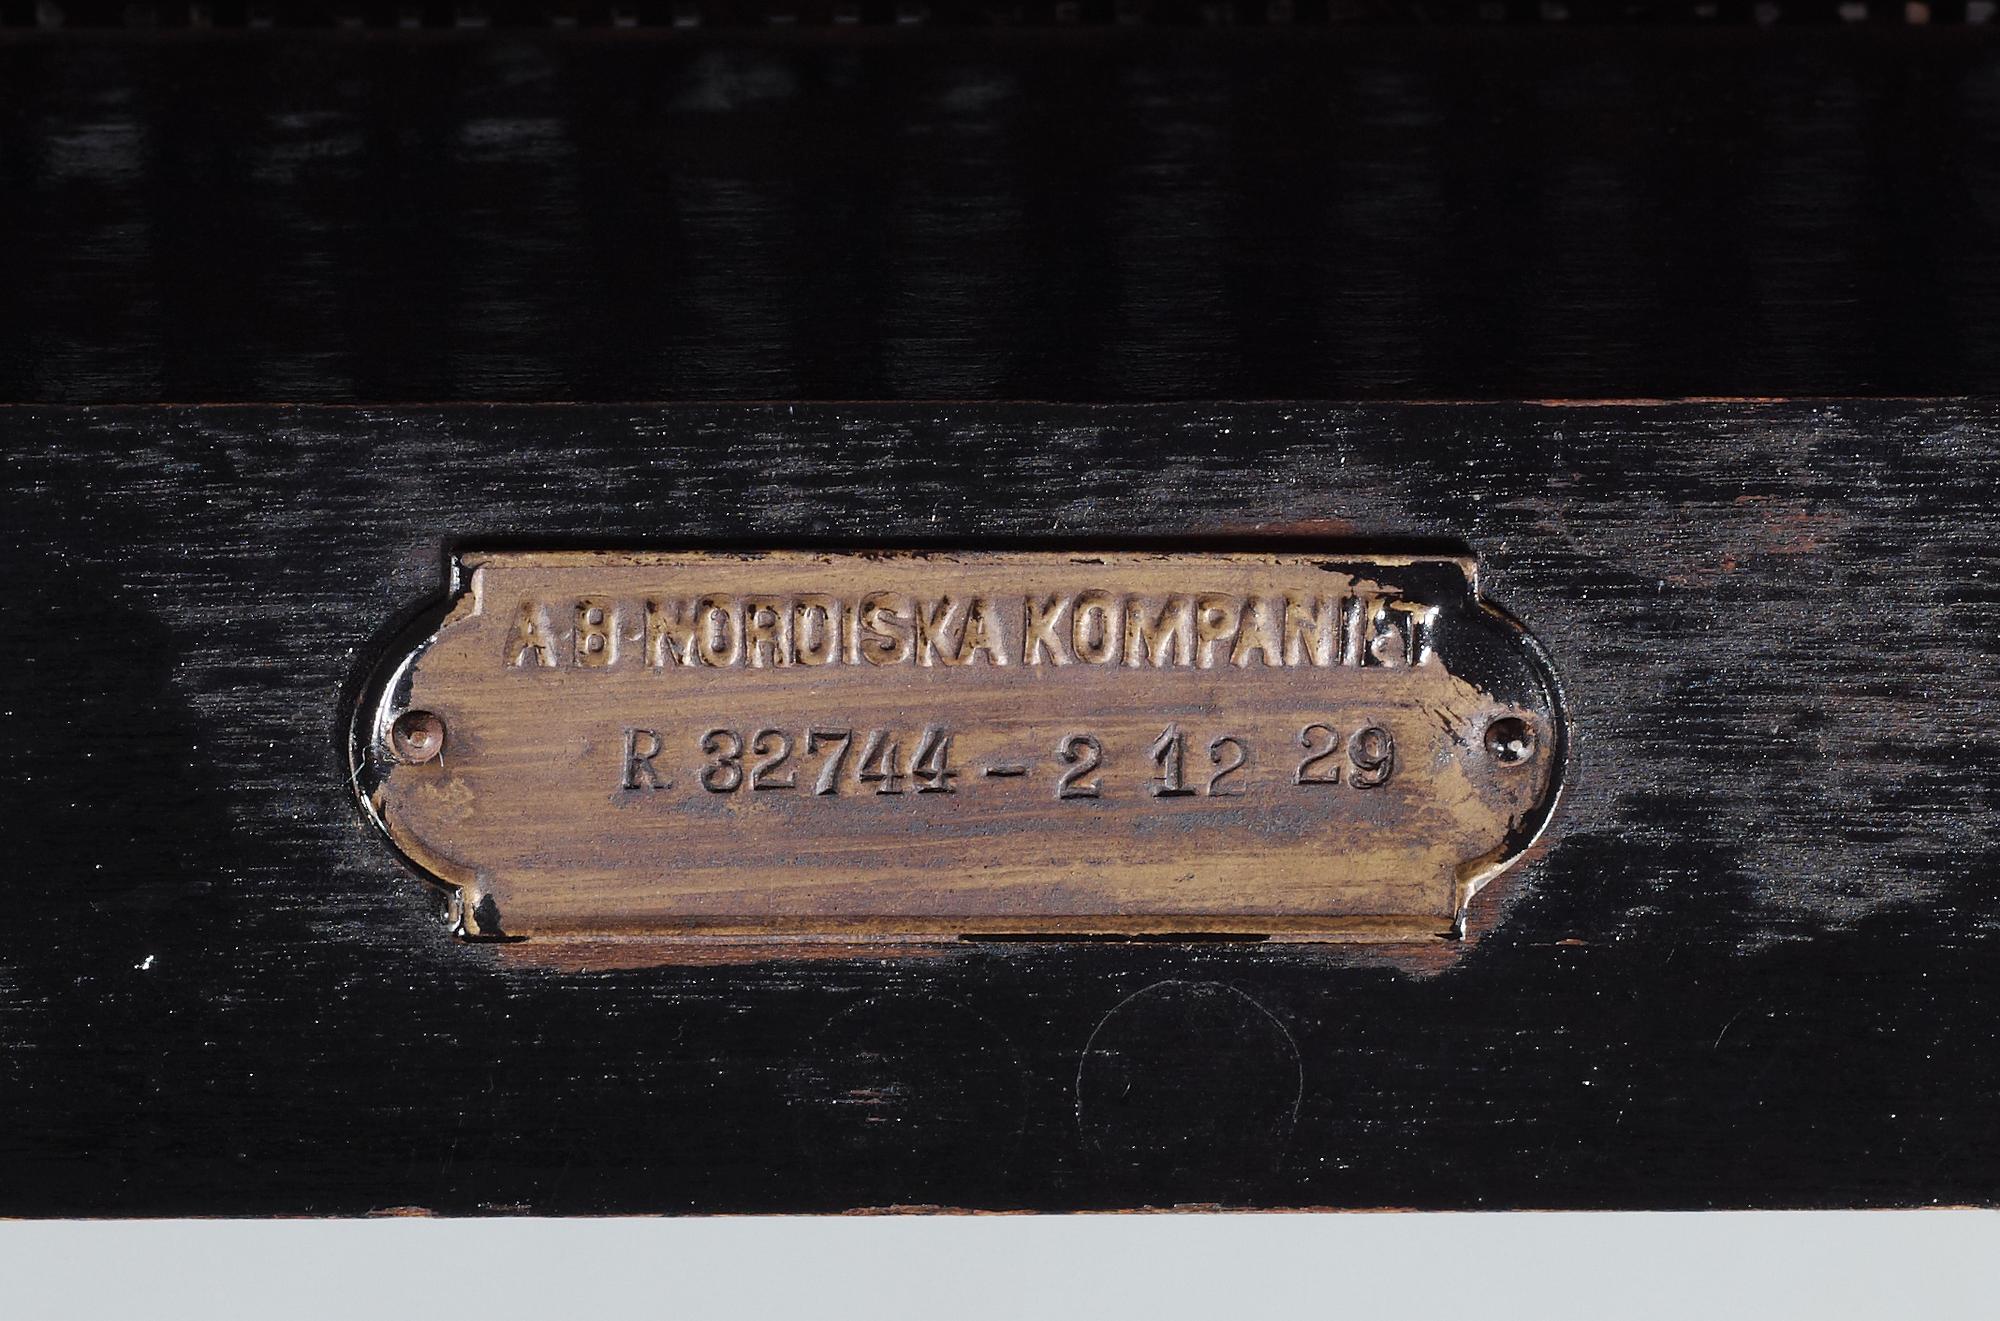 A·B·NORDISKA KOMPANIET
R 32744 - 2 12 29